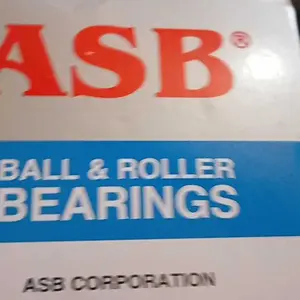 ASB®
BALL & ROLLER
BEARINGS
ASB CORPORATION